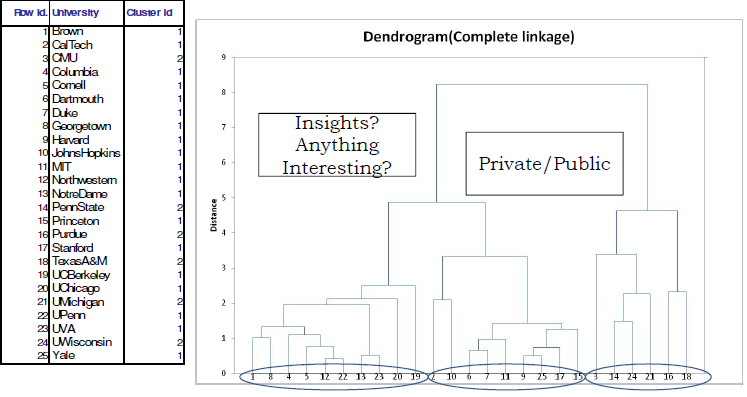 Row Id. University Cluster Id
1 Brown 1
2 CalTech 1
3 CMU 2
4 Columbia 1
5 Cornell 1
6 Dartmouth 1
7 Duke 1
8 Georgetown 1
9 Harvard 1
10 JohnsHopkins 1
11 MIT 1
12 Northwestern 1
13 NotreDame 1
14 PennState 2
15 Princeton 1
16 Purdue 2
17 Stanford 1
18 TexasA&M 2
19 UCBerkeley 1
20 UChicago 1
21 UMichigan 2
22 UPenn 1
23 UVA 1
24 UWisconsin 2
25 Yale 1
Dendrogram(Complete linkage)
9
8
7
6
5
4
3
2
1
0
Distance
Insights?
Anything
Interesting?
Private/Public
1 8 4 5 12 22 13 23 20 19 2 10 6 7 11 9 25 17 15 3 14 24 21 16 18